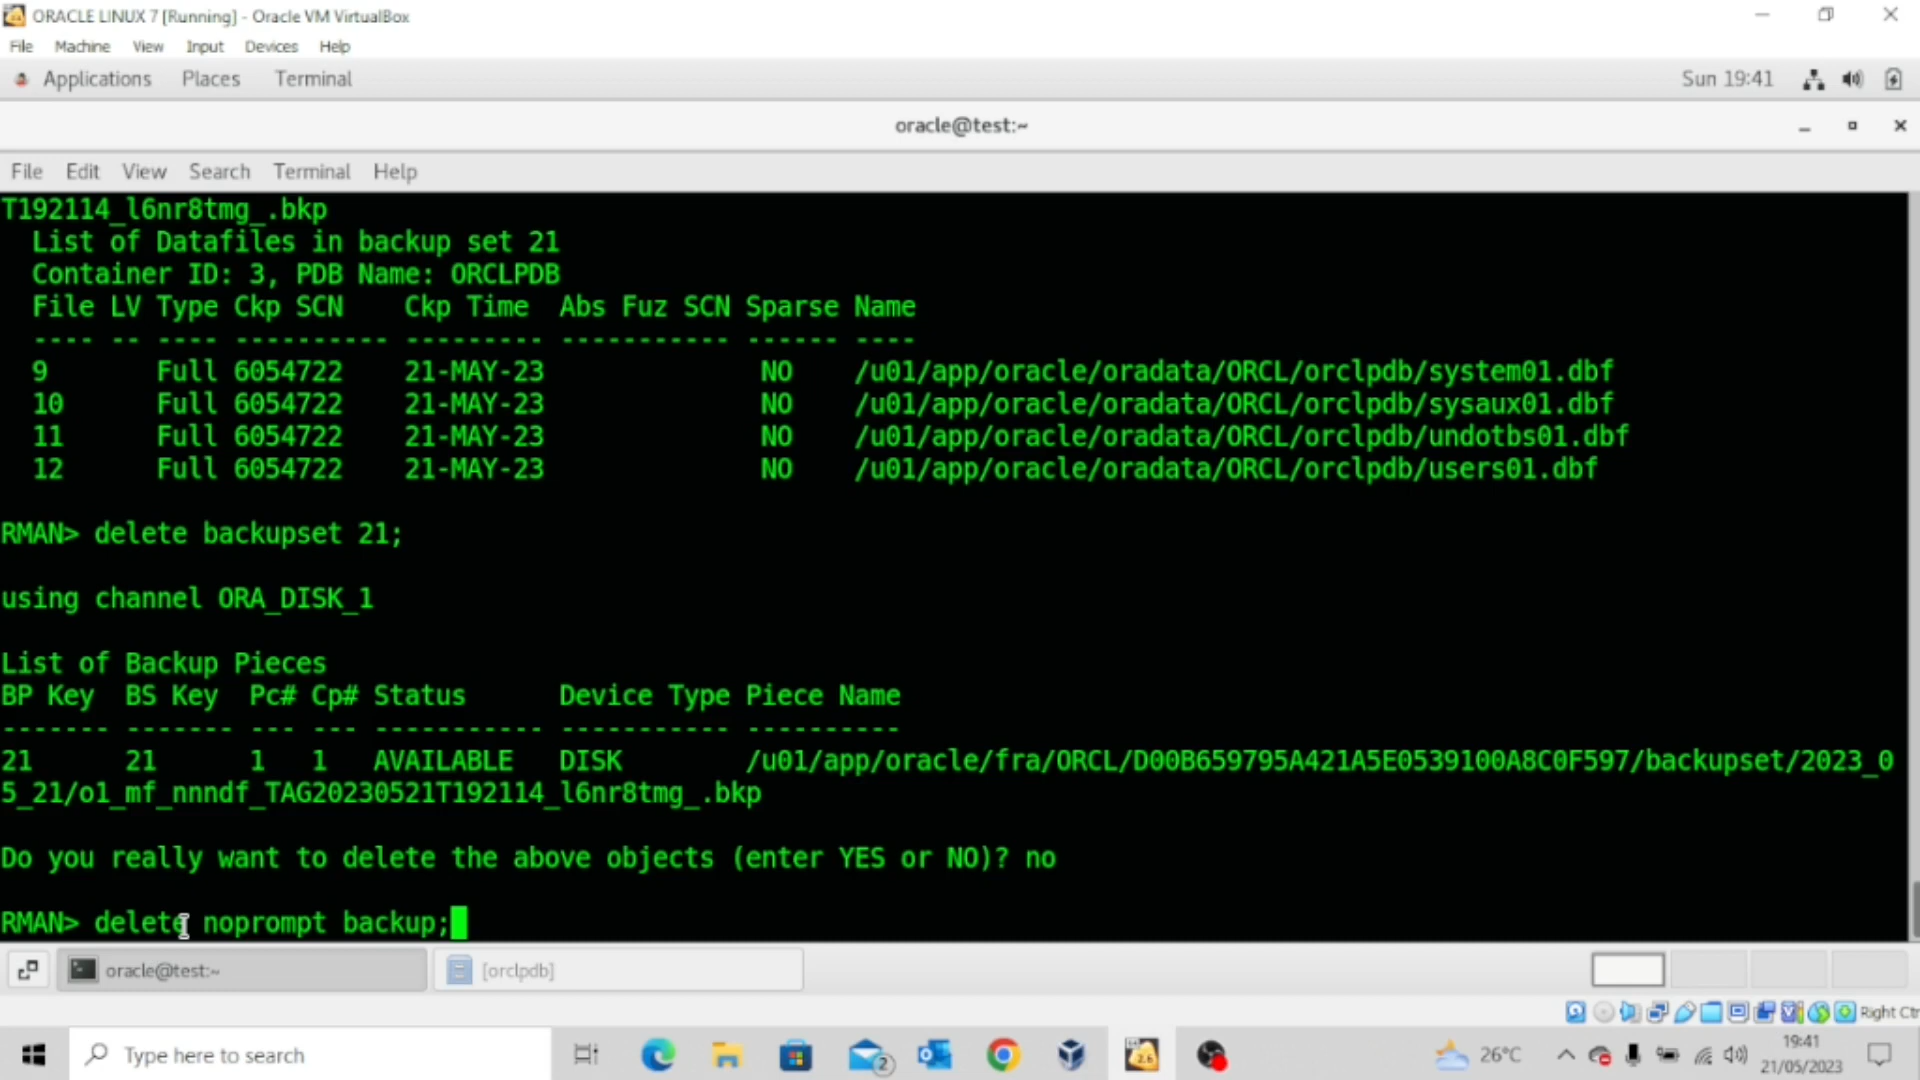 ORACLE LINUX 7 [Running] - Oracle VM VirtualBox
File Machine View Input Devices Help
Applications Places Terminal Sun 19:41
oracle@test:~
File Edit View Search Terminal Help
T192114_l6nr8tmg_.bkp
List of Datafiles in backup set 21
Container ID: 3, PDB Name: ORCLPDB
File LV Type Ckp SCN Ckp Time Abs Fuz SCN Sparse Name
---- -- ---- ---------- --------- ----------- ------ ----
9 Full 6054722 21-MAY-23 NO /u01/app/oracle/oradata/ORCL/orclpdb/system01.dbf
10 Full 6054722 21-MAY-23 NO /u01/app/oracle/oradata/ORCL/orclpdb/sysaux01.dbf
11 Full 6054722 21-MAY-23 NO /u01/app/oracle/oradata/ORCL/orclpdb/undotbs01.dbf
12 Full 6054722 21-MAY-23 NO /u01/app/oracle/oradata/ORCL/orclpdb/users01.dbf
RMAN> delete backupset 21;
using channel ORA_DISK_1
List of Backup Pieces
BP Key BS Key Pc# Cp# Status Device Type Piece Name
------- ------- --- --- ----------- ----------- ----------
21 21 1 1 AVAILABLE DISK /u01/app/oracle/fra/ORCL/D00B659795A421A5E0539100A8C0F597/backupset/2023_0
5_21/o1_mf_nnndf_TAG20230521T192114_l6nr8tmg_.bkp
Do you really want to delete the above objects (enter YES or NO)? no
RMAN> delete noprompt backup;
oracle@test:~ [orclpdb]
Right Ctr
Type here to search 2 2.6 26°C 19:41
21/05/2023